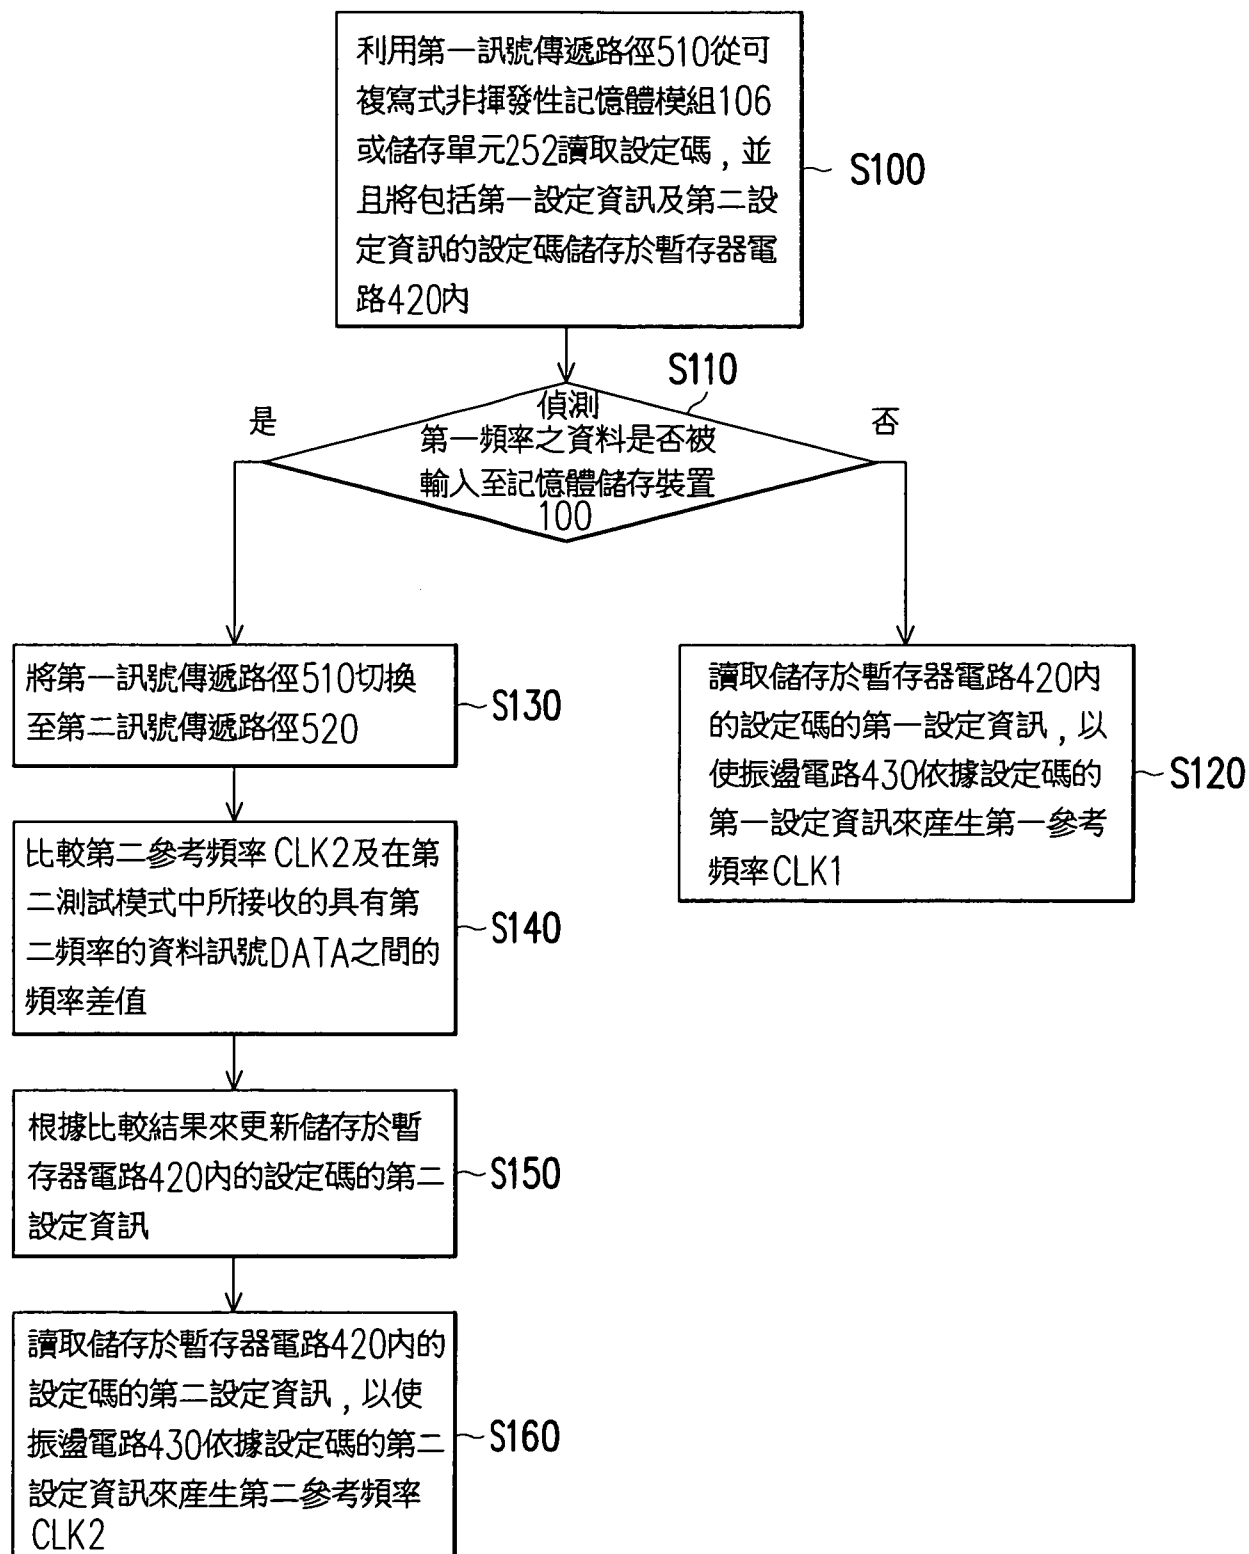 利用第一訊號傳遞路徑510從可
複寫式非揮發性記憶體模組106
或儲存單元252讀取設定碼，並
且將包括第一設定資訊及第二設
定資訊的設定碼儲存於暫存器電
路420內
S100
S110
偵測
第一頻率之資料是否被
輸入至記憶體儲存裝置
100
是
否
將第一訊號傳遞路徑510切換
至第二訊號傳遞路徑520
S130
讀取儲存於暫存器電路420內
的設定碼的第一設定資訊，以
使振盪電路430依據設定碼的
第一設定資訊來產生第一參考
頻率CLK1
S120
比較第二參考頻率CLK2及在第
二測試模式中所接收的具有第
二頻率的資料訊號DATA之間的
頻率差值
S140
根據比較結果來更新儲存於暫
存器電路420內的設定碼的第二
設定資訊
S150
讀取儲存於暫存器電路420內的
設定碼的第二設定資訊，以使
振盪電路430依據設定碼的第二
設定資訊來產生第二參考頻率
CLK2
S160